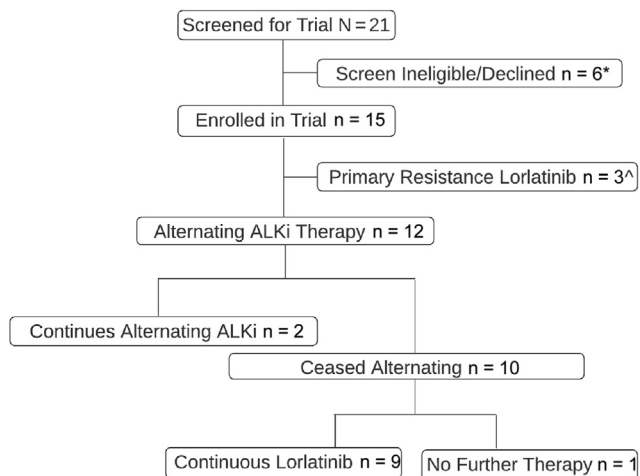 Screened for Trial N = 21
Screen Ineligible/Declined n = 6*
Enrolled in Trial n = 15
Primary Resistance Lorlatinib n = 3^
Alternating ALKi Therapy n = 12
Continues Alternating ALKi n = 2
Ceased Alternating n = 10
Continuous Lorlatinib n = 9
No Further Therapy n = 1